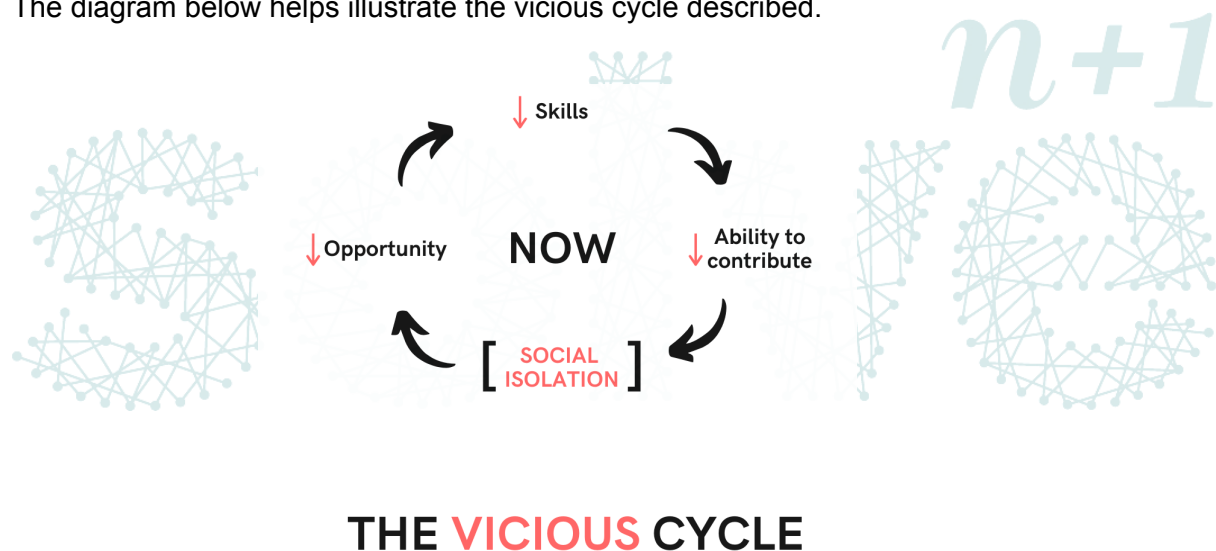 The diagram below helps illustrate the vicious cycle described.
n+1
solve
↓ Skills
↓ Opportunity
NOW
↓ Ability to
contribute
[ SOCIAL
ISOLATION ]
THE VICIOUS CYCLE